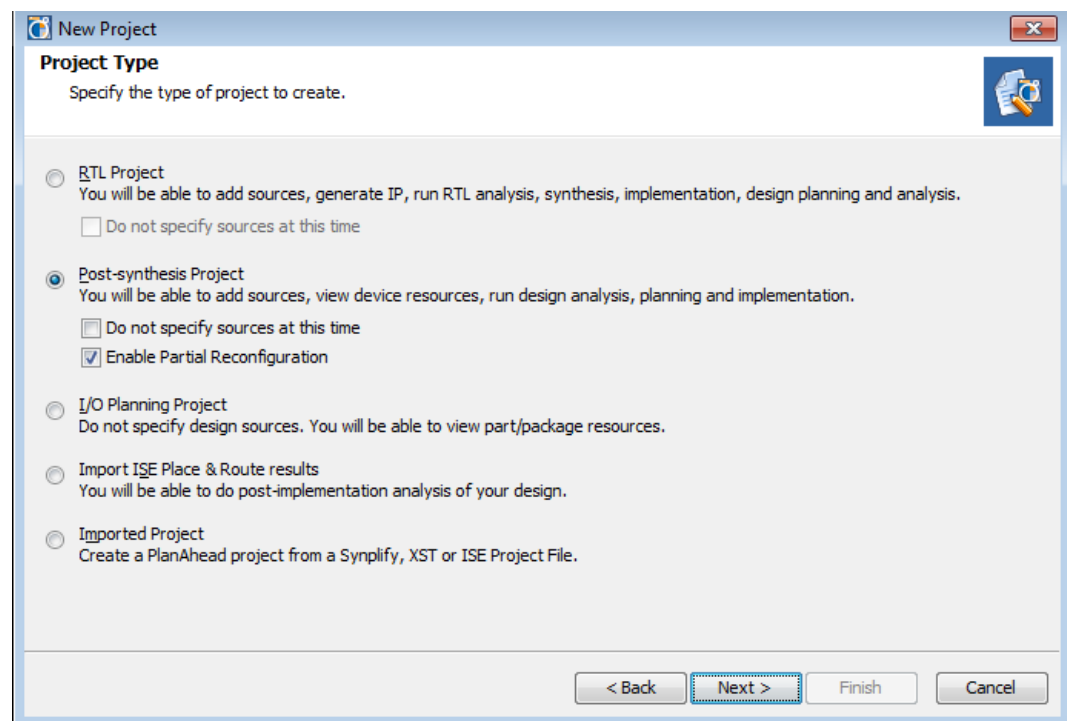 New Project
Project Type
Specify the type of project to create.
RTL Project
You will be able to add sources, generate IP, run RTL analysis, synthesis, implementation, design planning and analysis.
Do not specify sources at this time
Post-synthesis Project
You will be able to add sources, view device resources, run design analysis, planning and implementation.
Do not specify sources at this time
Enable Partial Reconfiguration
I/O Planning Project
Do not specify design sources. You will be able to view part/package resources.
Import ISE Place & Route results
You will be able to do post-implementation analysis of your design.
Imported Project
Create a PlanAhead project from a Synplify, XST or ISE Project File.
< Back Next > Finish Cancel